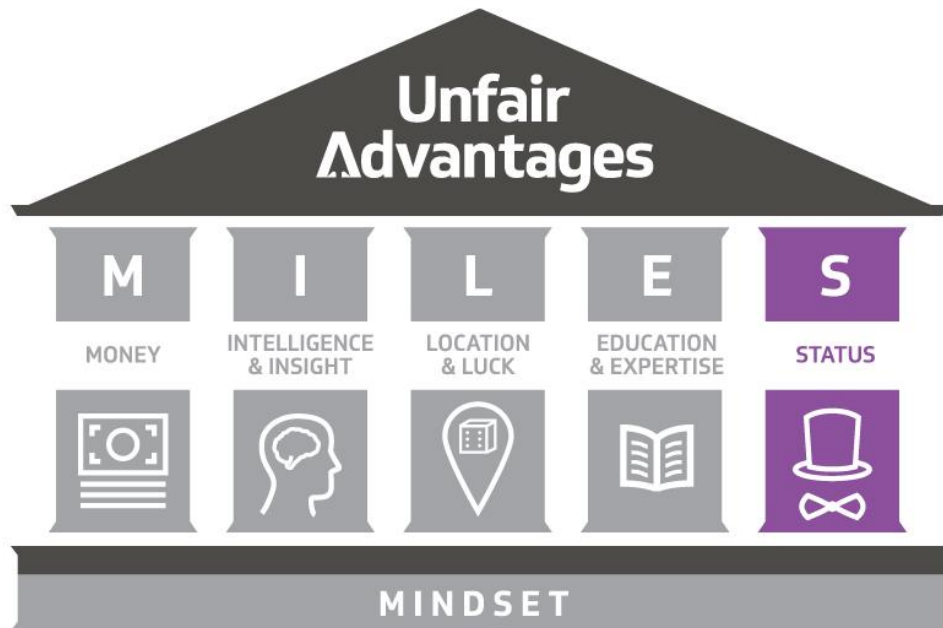 Unfair
Advantages
M I L E S
MONEY
INTELLIGENCE
& INSIGHT
LOCATION
& LUCK
EDUCATION
& EXPERTISE
STATUS
MINDSET